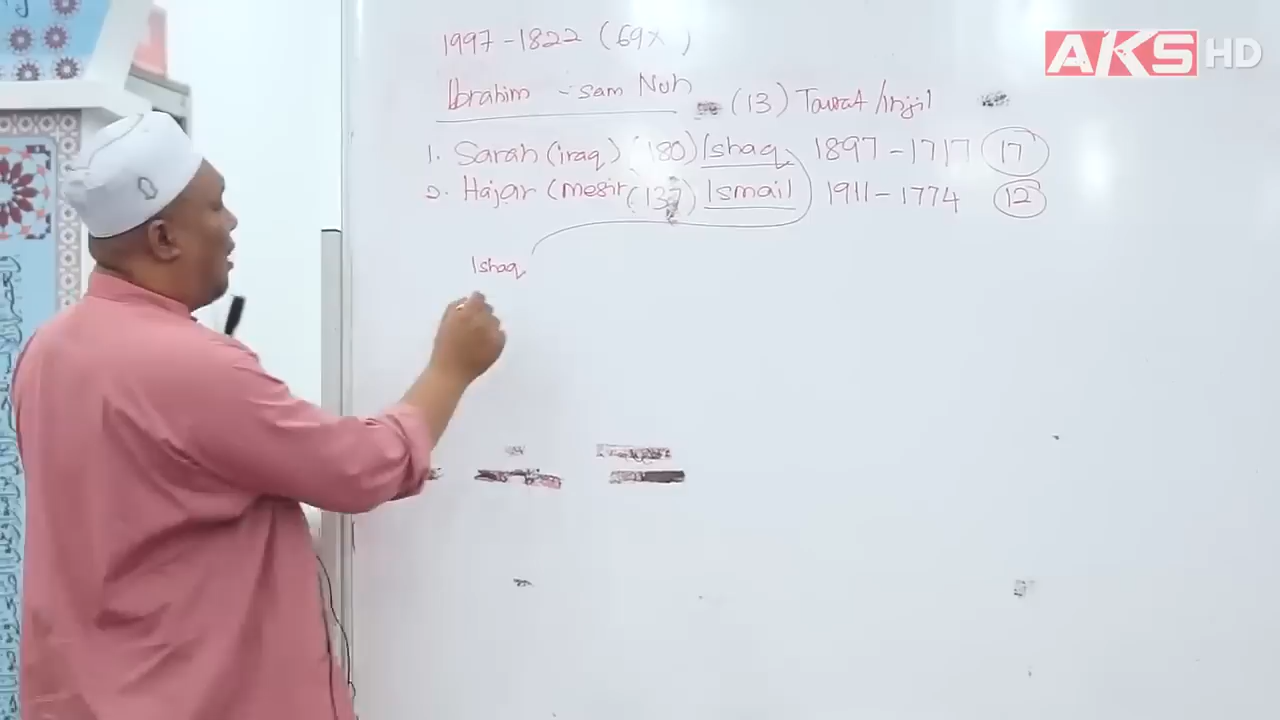 1997 - 1822 (69x )
Ibrahim - Sam Nuh
(13) Taurat / Injil
1. Sarah (iraq) (180) Ishaq 1897 - 1717 17
2. Hajar (mesir (137) Ismail 1911 - 1774 12
Ishaq
AKS HD